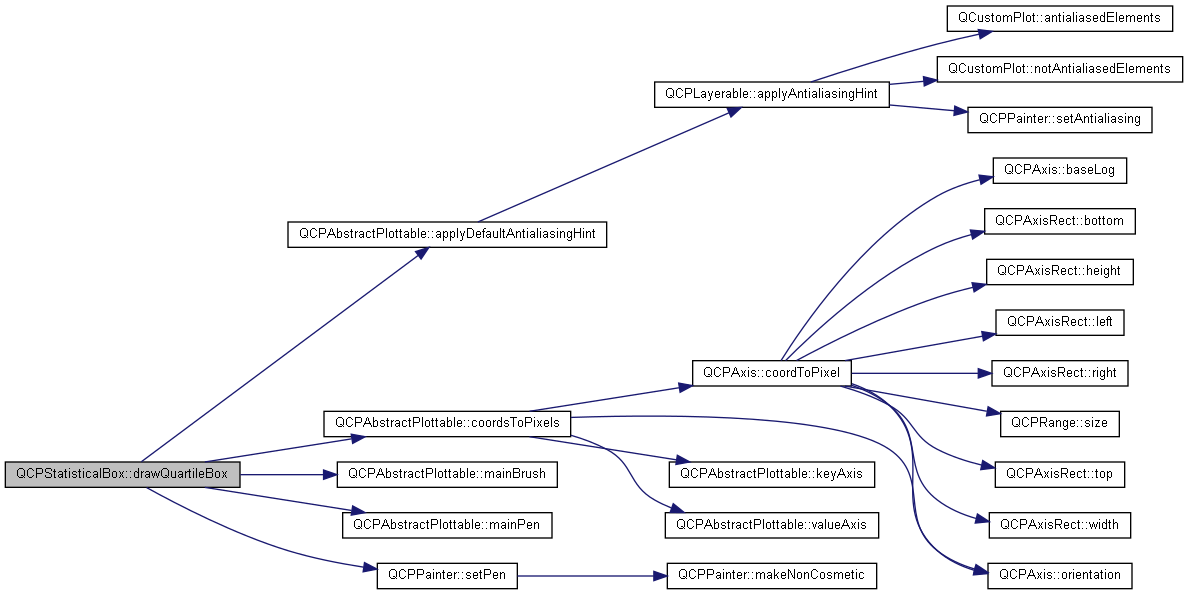 QCustomPlot::antialiasedElements
QCustomPlot::notAntialiasedElements
QCPLayerable::applyAntialiasingHint
QCPPainter::setAntialiasing
QCPAxis::baseLog
QCPAxisRect::bottom
QCPAbstractPlottable::applyDefaultAntialiasingHint
QCPAxisRect::height
QCPAxisRect::left
QCPAxis::coordToPixel
QCPAxisRect::right
QCPAbstractPlottable::coordsToPixels
QCPRange::size
QCPStatisticalBox::drawQuartileBox
QCPAbstractPlottable::mainBrush
QCPAbstractPlottable::keyAxis
QCPAxisRect::top
QCPAbstractPlottable::mainPen
QCPAbstractPlottable::valueAxis
QCPAxisRect::width
QCPPainter::setPen
QCPPainter::makeNonCosmetic
QCPAxis::orientation